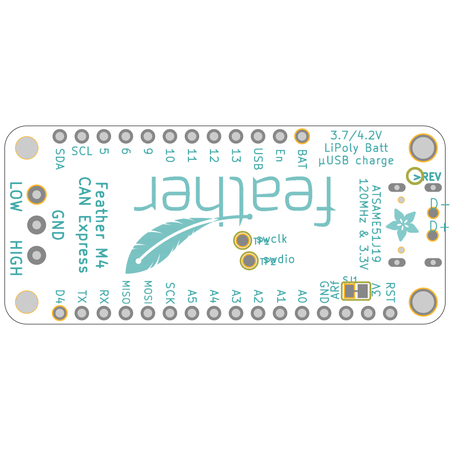 3.7/4.2V
LiPoly Batt
µUSB charge
SDA
SCL
5
6
9
10
11
12
13
USB
En
BAT
feather
>REV
D-
D+
ATSAME51J19
120MHz & 3.3V
LOW
GND
HIGH
Feather M4
CAN Express
swclk
TP1
swdio
TP2
D4
TX
RX
MISO
MOSI
SCK
A5
A4
A3
A2
A1
A0
GND
SJ1
3V
RST